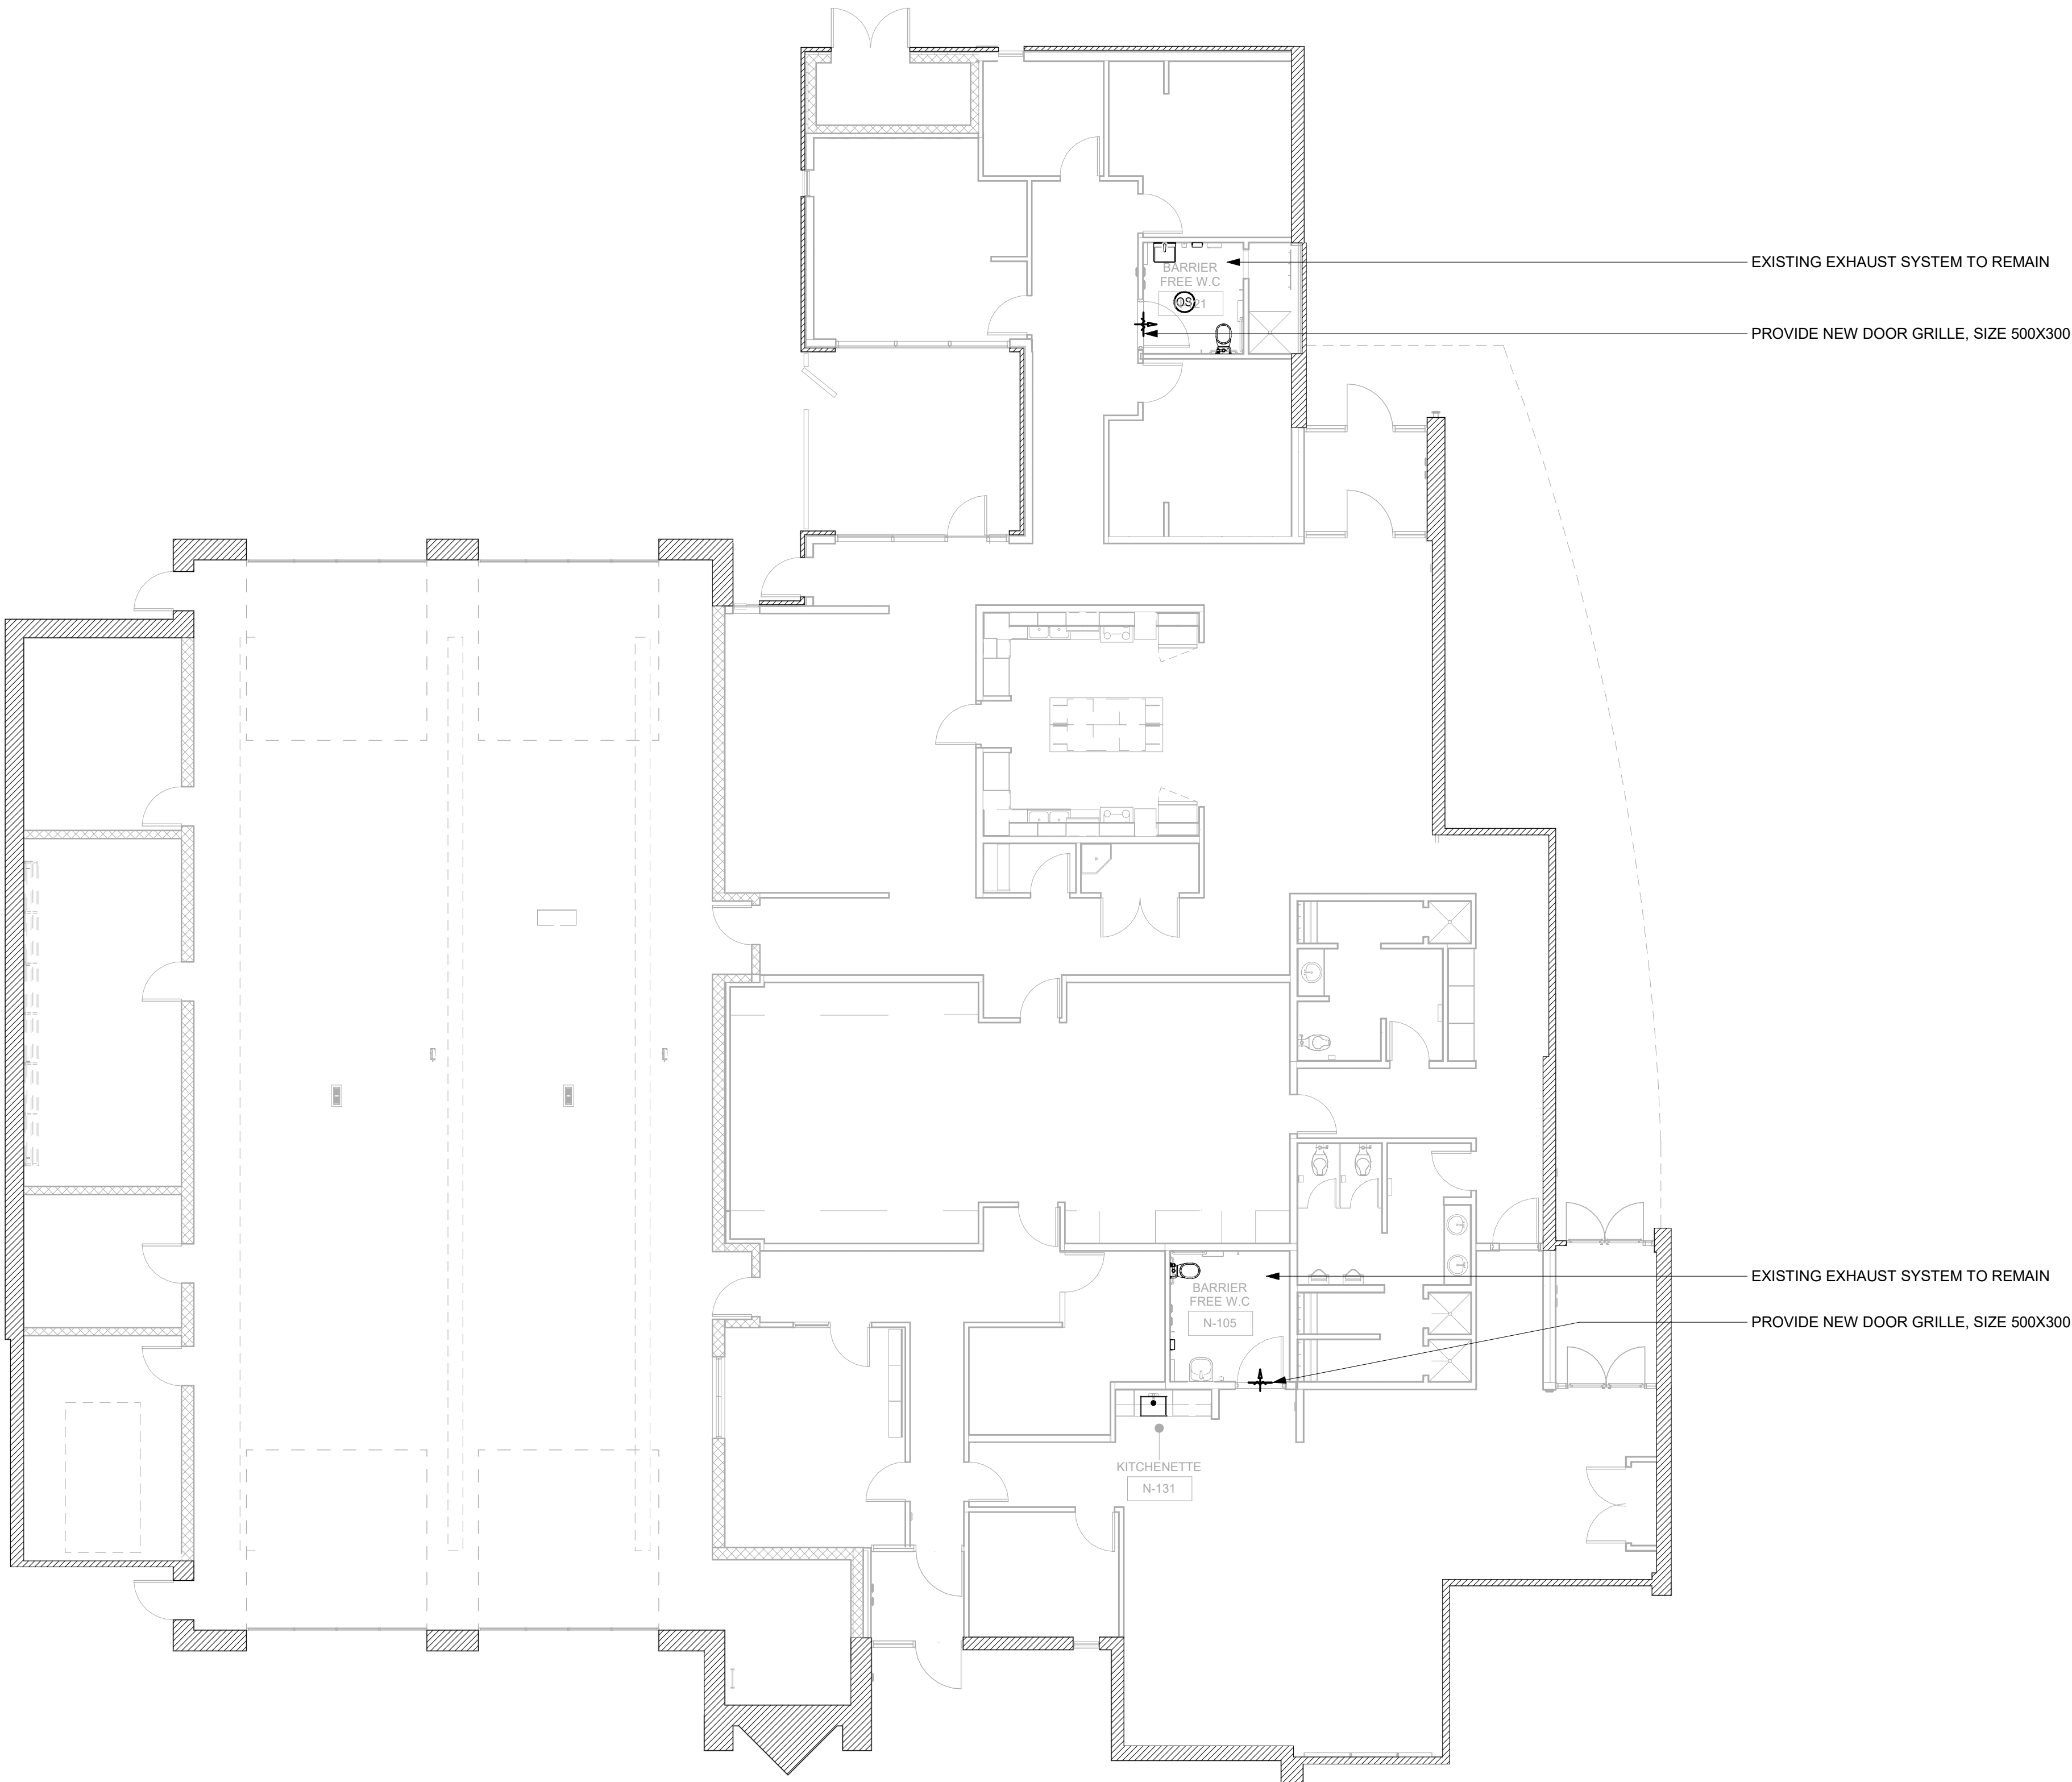 EXISTING EXHAUST SYSTEM TO REMAIN
BARRIER
FREE W.C
OS
PROVIDE NEW DOOR GRILLE, SIZE 500X300
EXISTING EXHAUST SYSTEM TO REMAIN
BARRIER
FREE W.C
N-105
PROVIDE NEW DOOR GRILLE, SIZE 500X300
KITCHENETTE
N-131